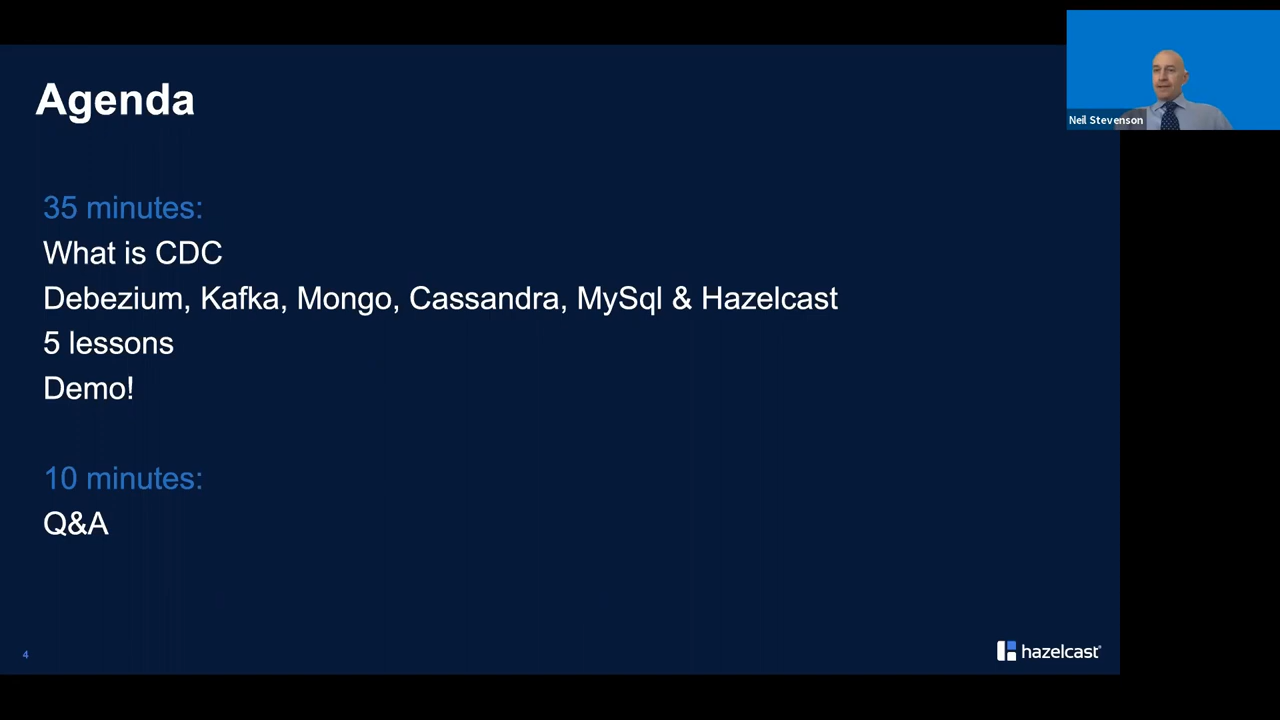 Agenda
Neil Stevenson
35 minutes:
What is CDC
Debezium, Kafka, Mongo, Cassandra, MySql & Hazelcast
5 lessons
Demo!
10 minutes:
Q&A
4
hazelcast